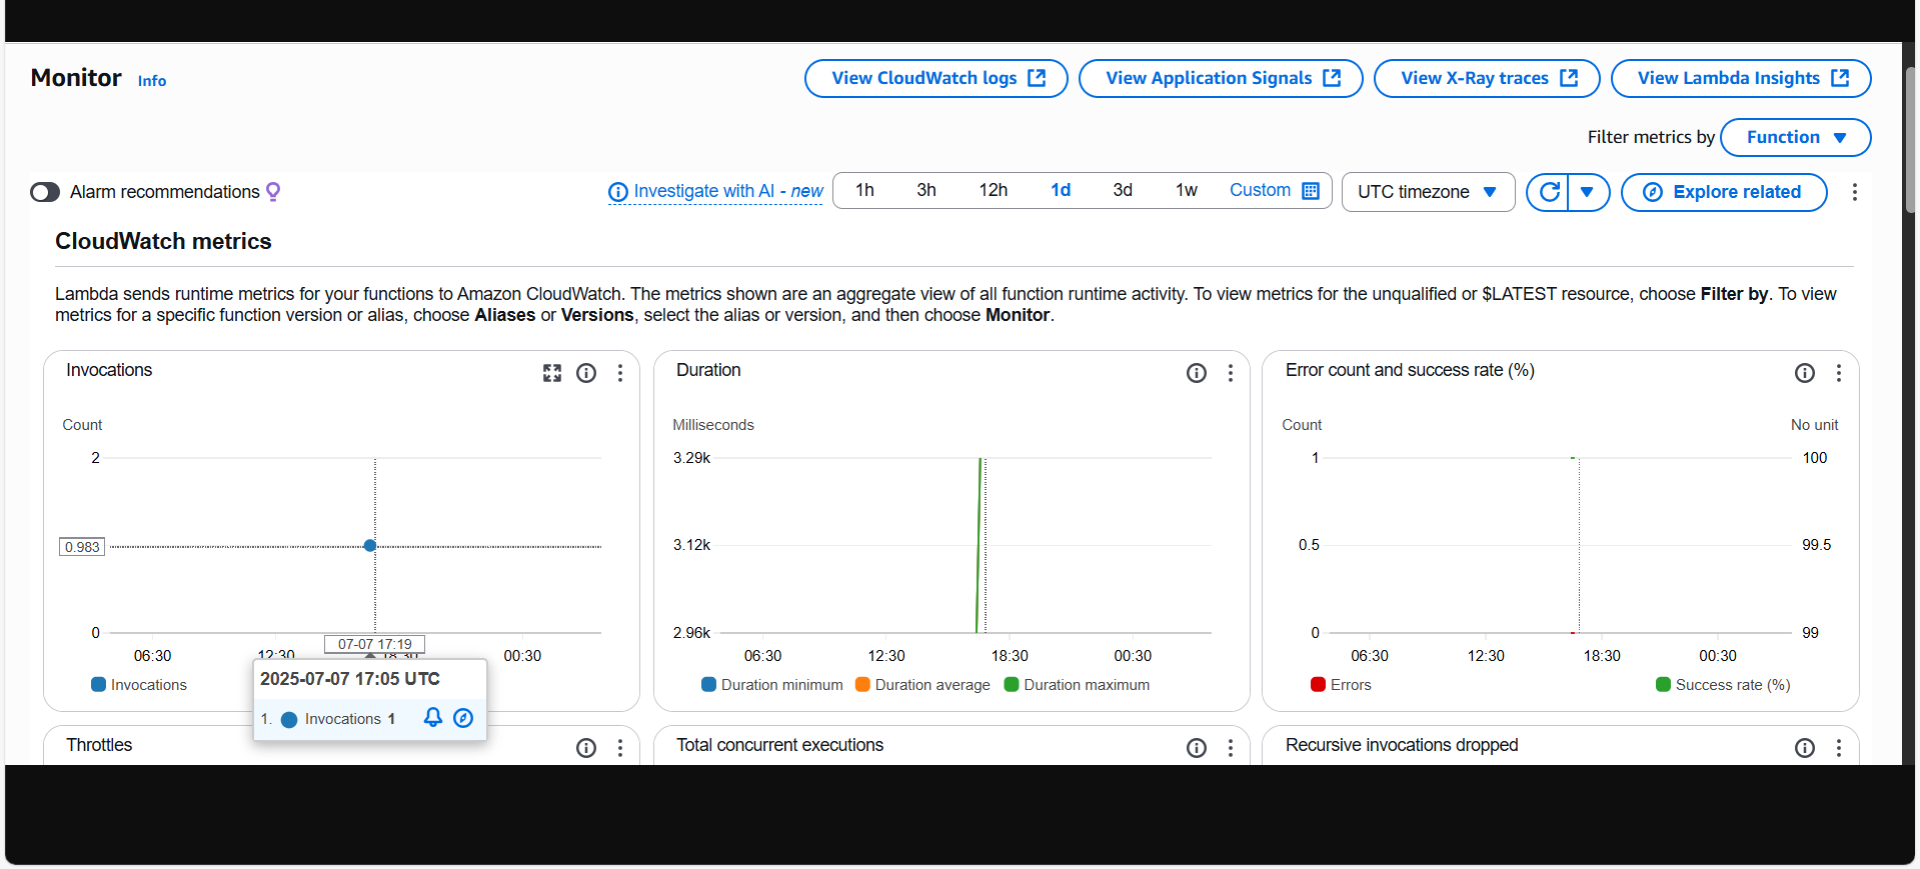 Monitor Info
View CloudWatch logs View Application Signals View X-Ray traces View Lambda Insights
Filter metrics by Function
Alarm recommendations Investigate with AI - new 1h 3h 12h 1d 3d 1w Custom UTC timezone Explore related
CloudWatch metrics
Lambda sends runtime metrics for your functions to Amazon CloudWatch. The metrics shown are an aggregate view of all function runtime activity. To view metrics for the unqualified or $LATEST resource, choose Filter by. To view
metrics for a specific function version or alias, choose Aliases or Versions, select the alias or version, and then choose Monitor.
Invocations
Count
2
0.983
0
07-07 17:19
06:30 12:30 18:30 00:30
Invocations
2025-07-07 17:05 UTC
1. Invocations 1
Duration
Milliseconds
3.29k
3.12k
2.96k
06:30 12:30 18:30 00:30
Duration minimum Duration average Duration maximum
Error count and success rate (%)
Count No unit
1 100
0.5 99.5
0 99
06:30 12:30 18:30 00:30
Errors Success rate (%)
Throttles
Total concurrent executions
Recursive invocations dropped